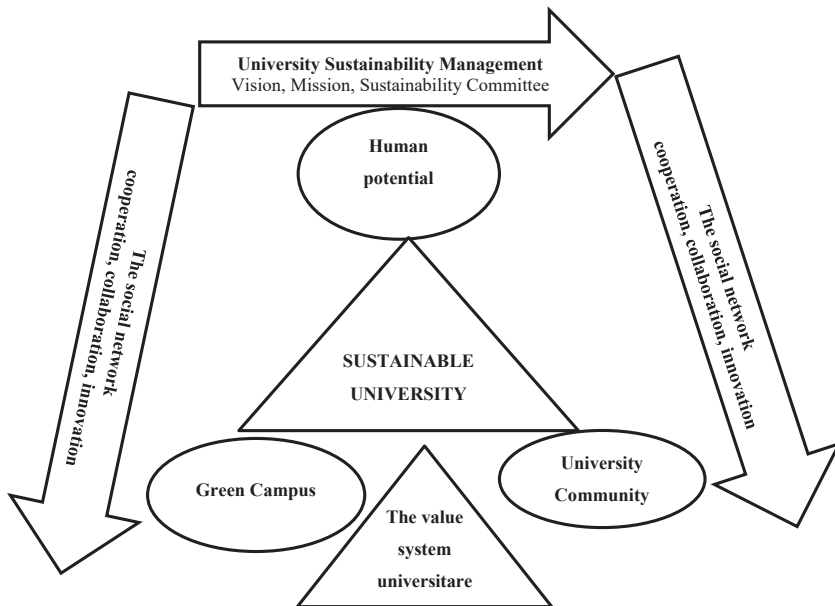 University Sustainability Management
Vision, Mission, Sustainability Committee
Human
potential
The social network
cooperation, collaboration, innovation
The social network
cooperation, collaboration, innovation
SUSTAINABLE
UNIVERSITY
Green Campus
University
Community
The value
system
universitare